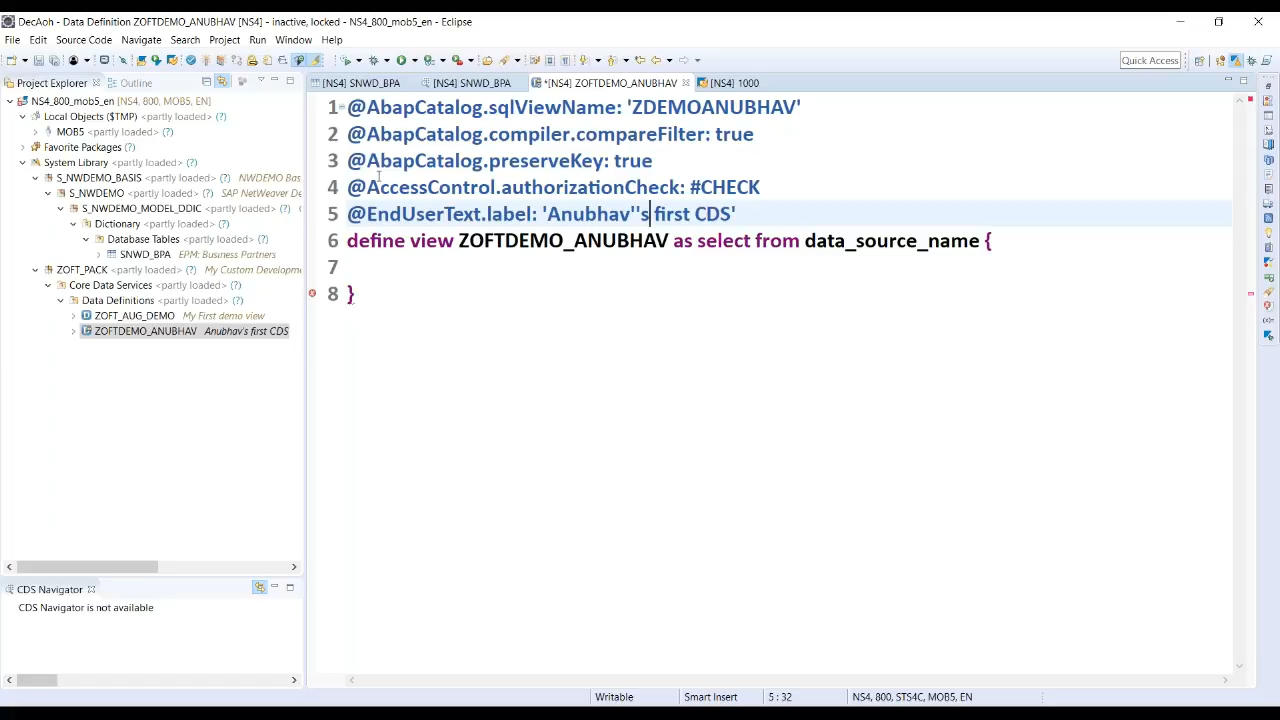 DecAoh - Data Definition ZOFTDEMO_ANUBHAV [NS4] - inactive, locked - NS4_800_mob5_en - Eclipse
File Edit Source Code Navigate Search Project Run Window Help
Quick Access
Project Explorer Outline
[NS4] SNWD_BPA [NS4] SNWD_BPA *[NS4] ZOFTDEMO_ANUBHAV [NS4] 1000
NS4_800_mob5_en [NS4, 800, MOB5, EN]
Local Objects ($TMP) (partly loaded) (?)
MOB5 (partly loaded) (?)
Favorite Packages (partly loaded) (?)
System Library (partly loaded) (?)
S_NWDEMO_BASIS (partly loaded) (?) NWDEMO Bas
S_NWDEMO (partly loaded) (?) SAP NetWeaver De
S_NWDEMO_MODEL_DDIC (partly loaded) (?)
Dictionary (partly loaded) (?)
Database Tables (partly loaded) (?)
SNWD_BPA EPM: Business Partners
ZOFT_PACK (partly loaded) (?) My Custom Developme
Core Data Services (partly loaded) (?)
Data Definitions (partly loaded) (?)
ZOFT_AUG_DEMO My First demo view
ZOFTDEMO_ANUBHAV Anubhav's first CDS
1 @AbapCatalog.sqlViewName: 'ZDEMOANUBHAV'
2 @AbapCatalog.compiler.compareFilter: true
3 @AbapCatalog.preserveKey: true
4 @AccessControl.authorizationCheck: #CHECK
5 @EndUserText.label: 'Anubhav''s first CDS'
6 define view ZOFTDEMO_ANUBHAV as select from data_source_name {
7
8 }
CDS Navigator
CDS Navigator is not available
Writable Smart Insert 5 : 32 NS4, 800, STS4C, MOB5, EN